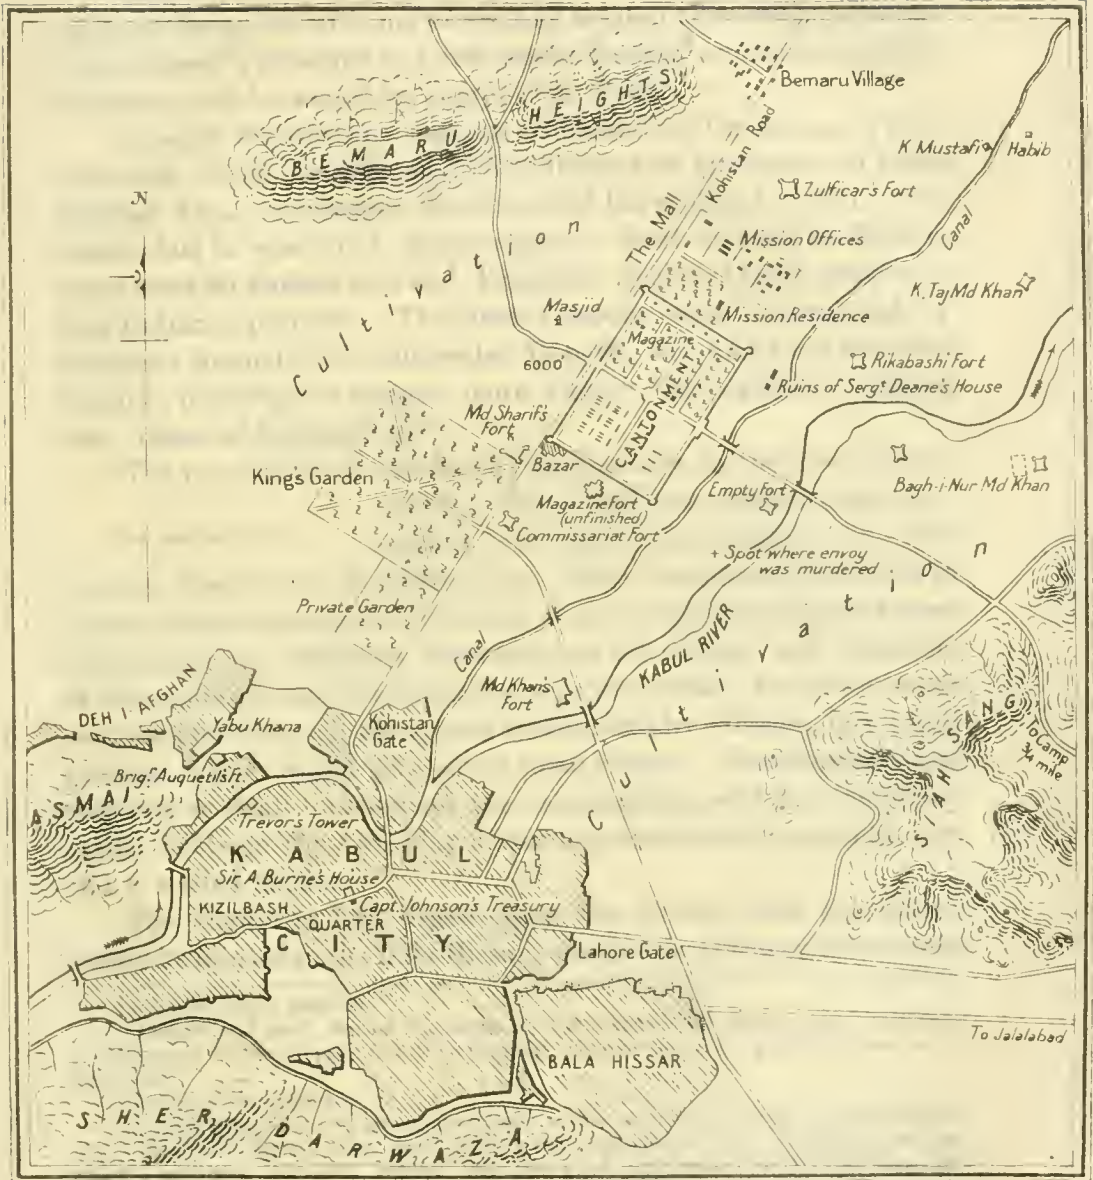 BEMARU HEIGHTS
Bemaru Village
Kohistan Road
K Mustafi
Habib
Zulficar's Fort
N
The Mall
Mission Offices
Canal
Cultivation
K. Taj Md Khan
Masjid
Mission Residence
Magazine
6000'
Rikabashi Fort
Ruins of Sergt Deane's House
CANTONMENT
Md Sharif's
Fort
Bazar
King's Garden
Magazine Fort
(unfinished)
Commissariat Fort
Empty Fort
Bagh-i-Nur Md Khan
+ Spot where envoy
was murdered
Private Garden
Canal
KABUL RIVER
Cultivation
DEH I-AFGHAN
Yabu Khana
Kohistan
Gate
Md Khan's
Fort
SIAH SANG
To Camp
¾ mile
Brigr Auquetil's Ft.
ASMAI
Trevor's Tower
KABUL
Sir A. Burne's House
KIZILBASH
QUARTER
Capt. Johnson's Treasury
CITY
Lahore Gate
To Jalalabad
BALA HISSAR
SHER DARWAZA